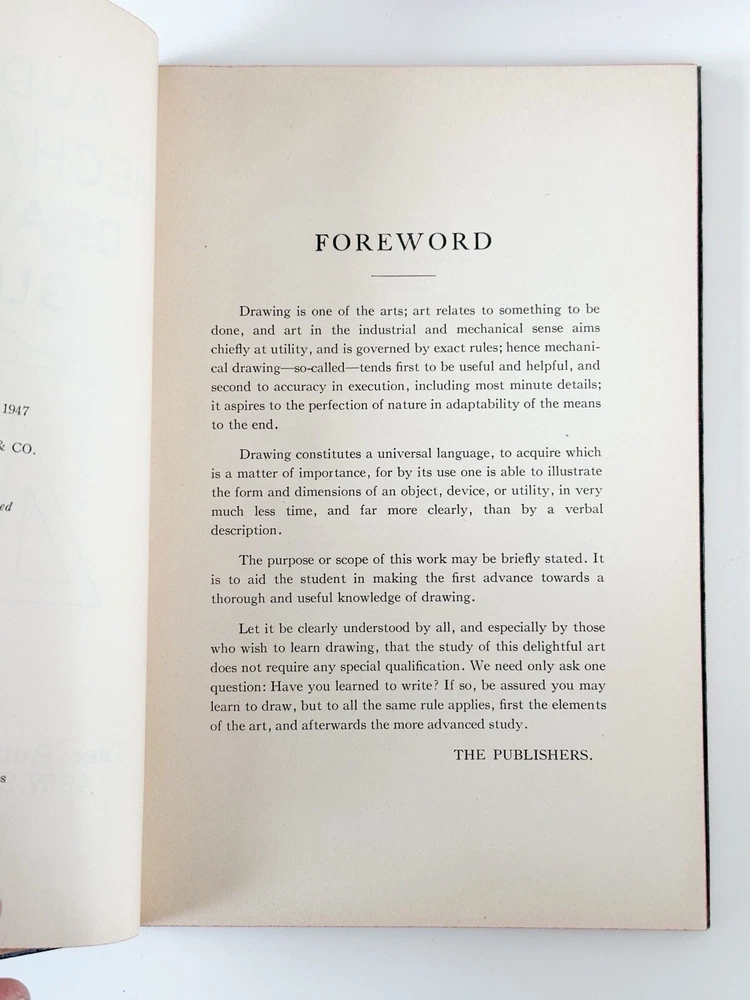 1947
& CO.
ed
s
FOREWORD
Drawing is one of the arts; art relates to something to be
done, and art in the industrial and mechanical sense aims
chiefly at utility, and is governed by exact rules; hence mechani-
cal drawing—so-called—tends first to be useful and helpful, and
second to accuracy in execution, including most minute details;
it aspires to the perfection of nature in adaptability of the means
to the end.
Drawing constitutes a universal language, to acquire which
is a matter of importance, for by its use one is able to illustrate
the form and dimensions of an object, device, or utility, in very
much less time, and far more clearly, than by a verbal
description.
The purpose or scope of this work may be briefly stated. It
is to aid the student in making the first advance towards a
thorough and useful knowledge of drawing.
Let it be clearly understood by all, and especially by those
who wish to learn drawing, that the study of this delightful art
does not require any special qualification. We need only ask one
question: Have you learned to write? If so, be assured you may
learn to draw, but to all the same rule applies, first the elements
of the art, and afterwards the more advanced study.
THE PUBLISHERS.